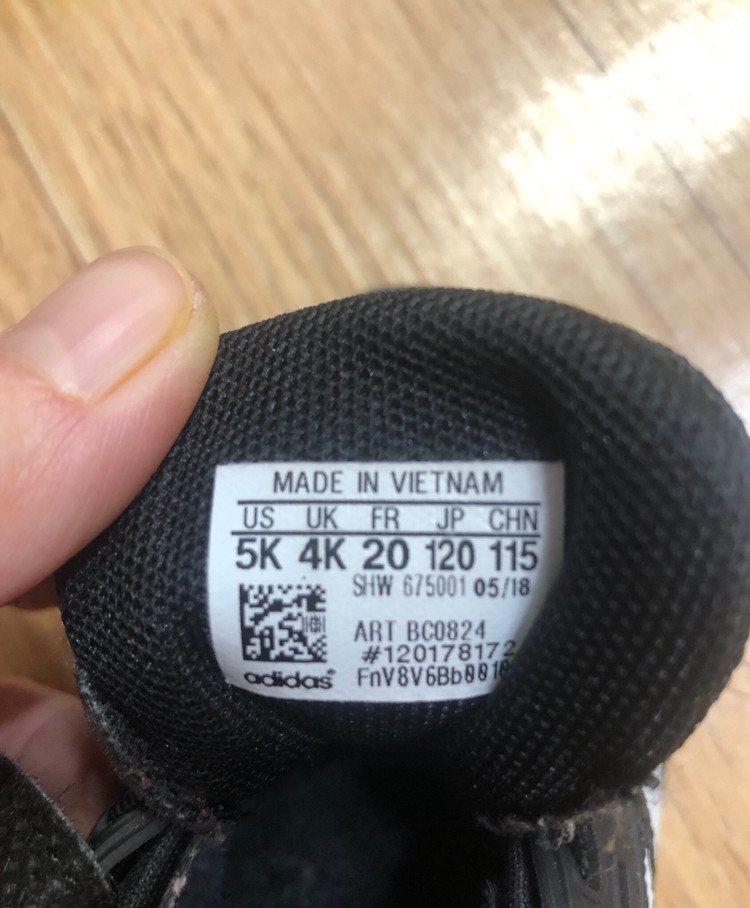 MADE IN VIETNAM
US UK FR JP CHN
5K 4K 20 120 115
SHW 675001 05/18
ART BC0824
#120178172
adidas